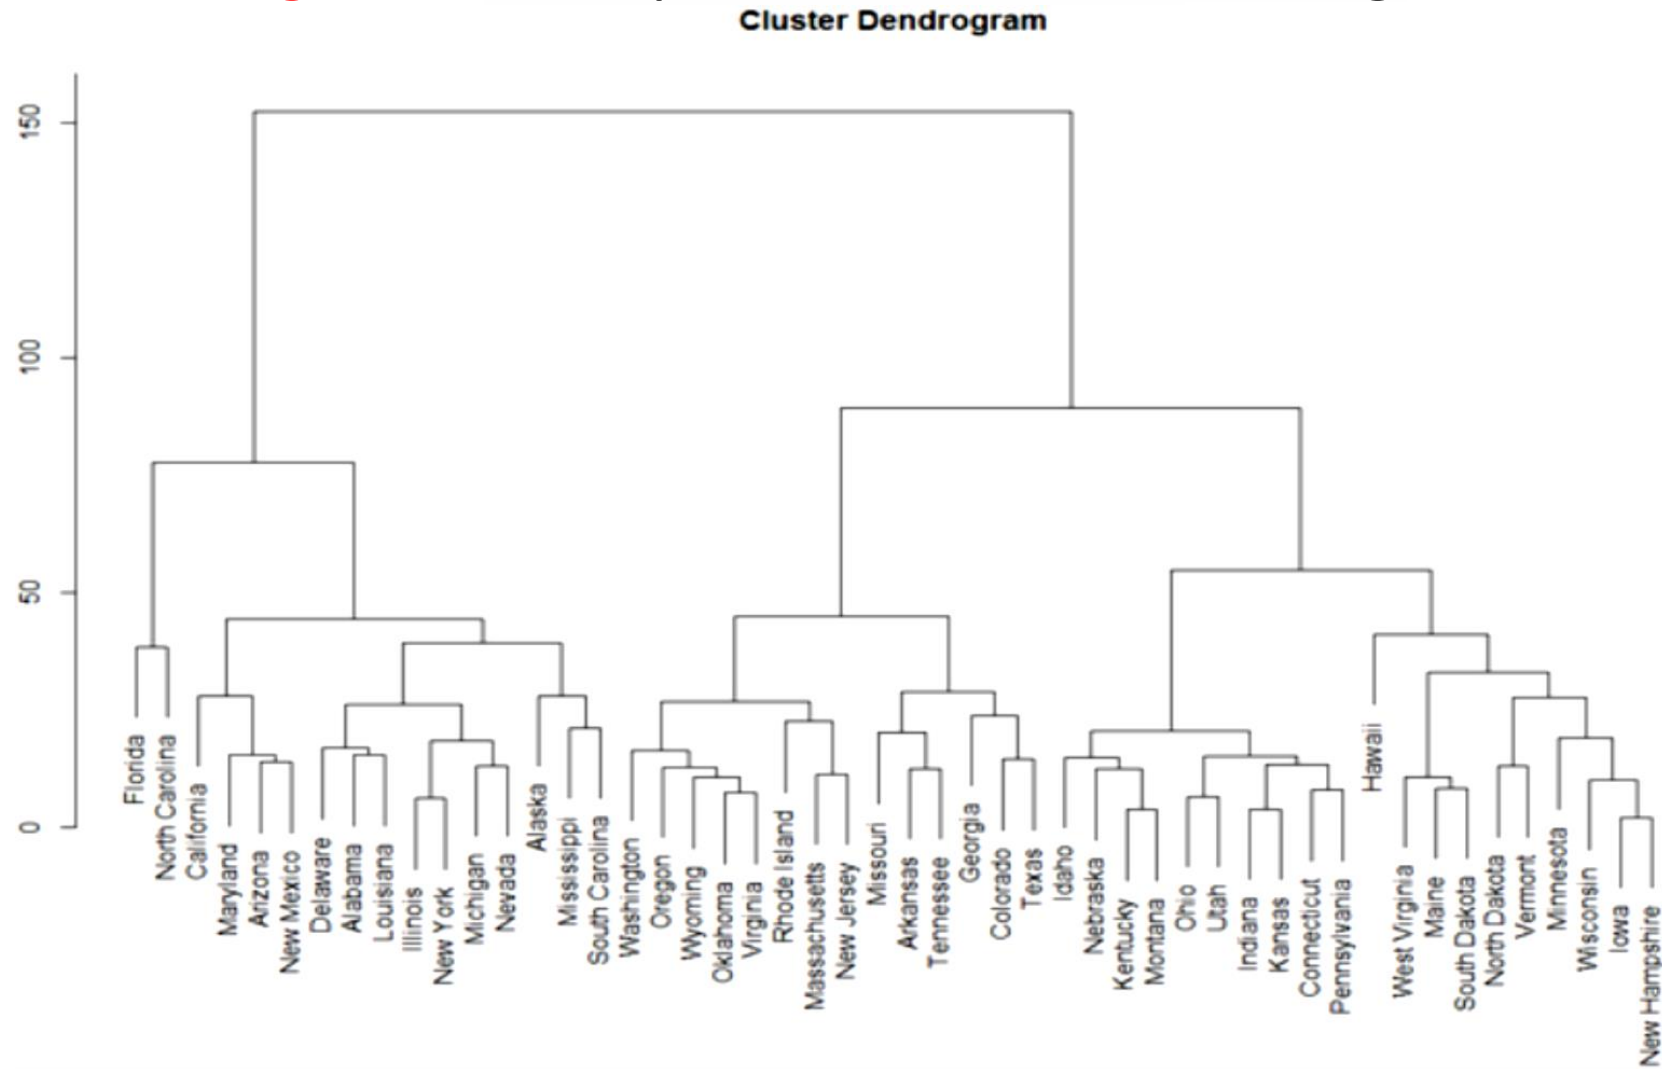 Cluster Dendrogram
150
100
50
0
Florida
North Carolina
California
Maryland
Arizona
New Mexico
Delaware
Alabama
Louisiana
Illinois
New York
Michigan
Nevada
Alaska
Mississippi
South Carolina
Washington
Oregon
Wyoming
Oklahoma
Virginia
Rhode Island
Massachusetts
New Jersey
Missouri
Arkansas
Tennessee
Georgia
Colorado
Texas
Idaho
Nebraska
Kentucky
Montana
Ohio
Utah
Indiana
Kansas
Connecticut
Pennsylvania
Hawaii
West Virginia
Maine
South Dakota
North Dakota
Vermont
Minnesota
Wisconsin
Iowa
New Hampshire